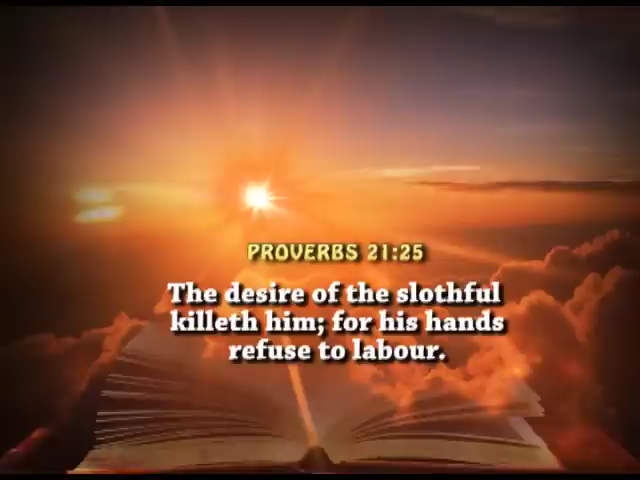 PROVERBS 21:25
The desire of the slothful
killeth him; for his hands
refuse to labour.